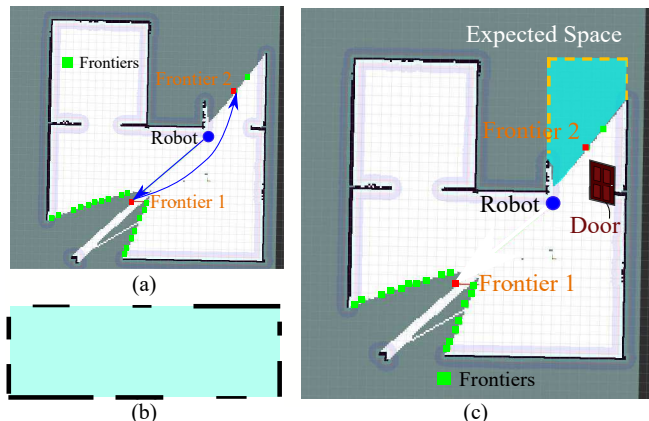 Frontiers
Frontier 2
Robot
Frontier 1
(a)
(b)
Expected Space
Frontier 2
Robot
Door
Frontier 1
Frontiers
(c)